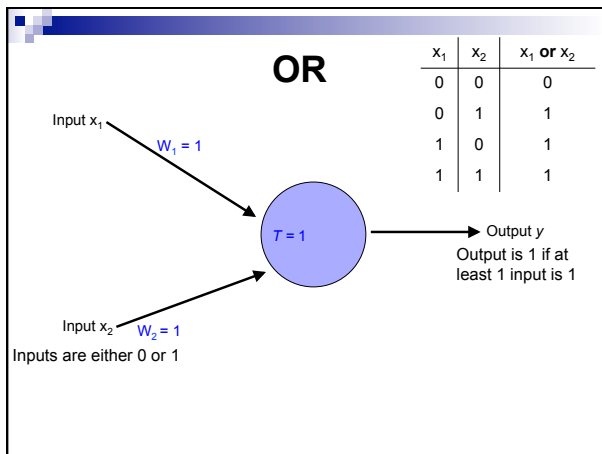 OR
x₁ x₂ x₁ or x₂
0 0 0
0 1 1
1 0 1
1 1 1
Input x₁
W₁ = 1
T = 1
Output y
Output is 1 if at
least 1 input is 1
Input x₂
W₂ = 1
Inputs are either 0 or 1